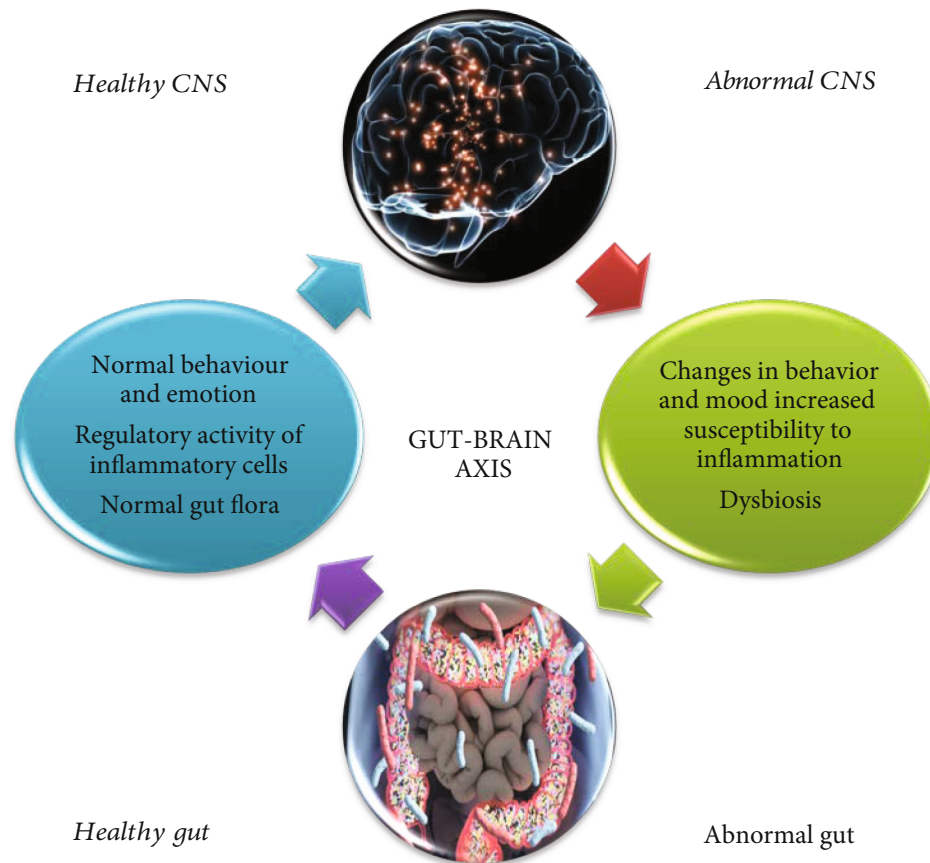 Healthy CNS
Abnormal CNS
Normal behaviour
and emotion
Regulatory activity of
inflammatory cells
Normal gut flora
GUT-BRAIN
AXIS
Changes in behavior
and mood increased
susceptibility to
inflammation
Dysbiosis
Healthy gut
Abnormal gut